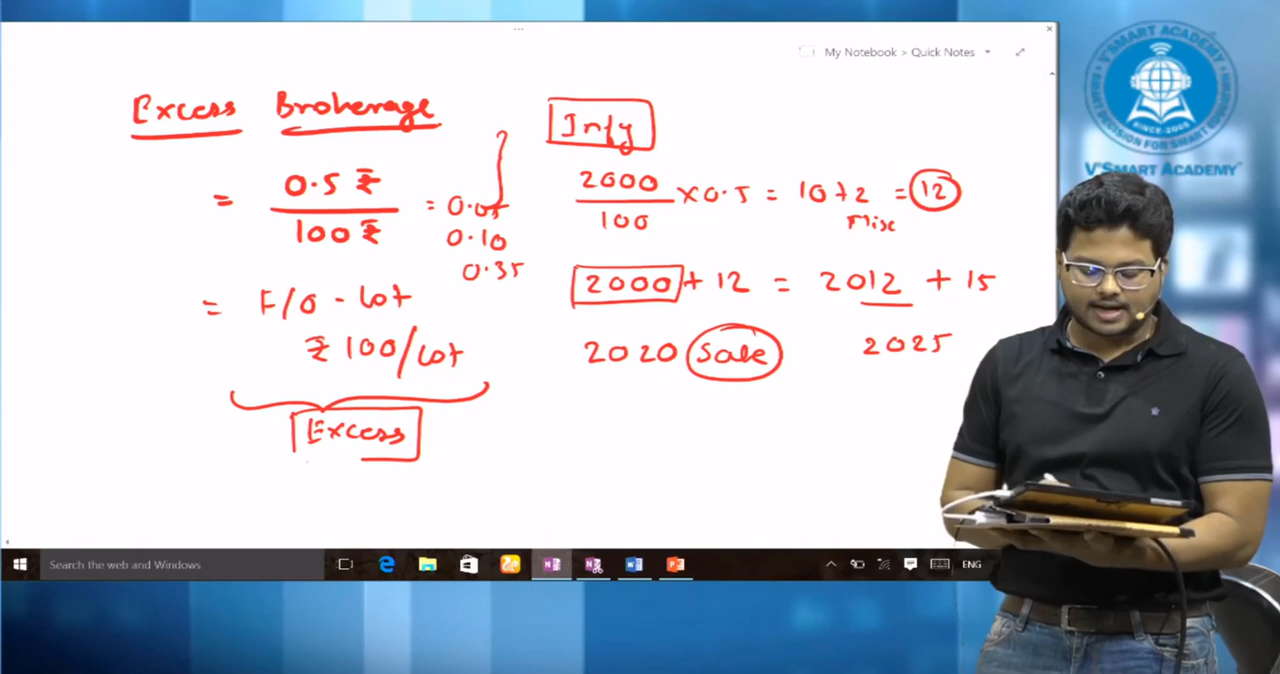 My Notebook > Quick Notes
Excess Brokerage
= 0.5 ₹
100 ₹
= 0.05
0.10
0.35
= F/O - Lot
₹ 100/Lot
Excess
Infy
2000
100
×0.5 = 10+2 = 12
Misc
2000 + 12 = 2012 + 15
2020 Sale 2025
V'SMART ACADEMY
SINCE-2008
V'SMART ACADEMY
Search the web and Windows
ENG